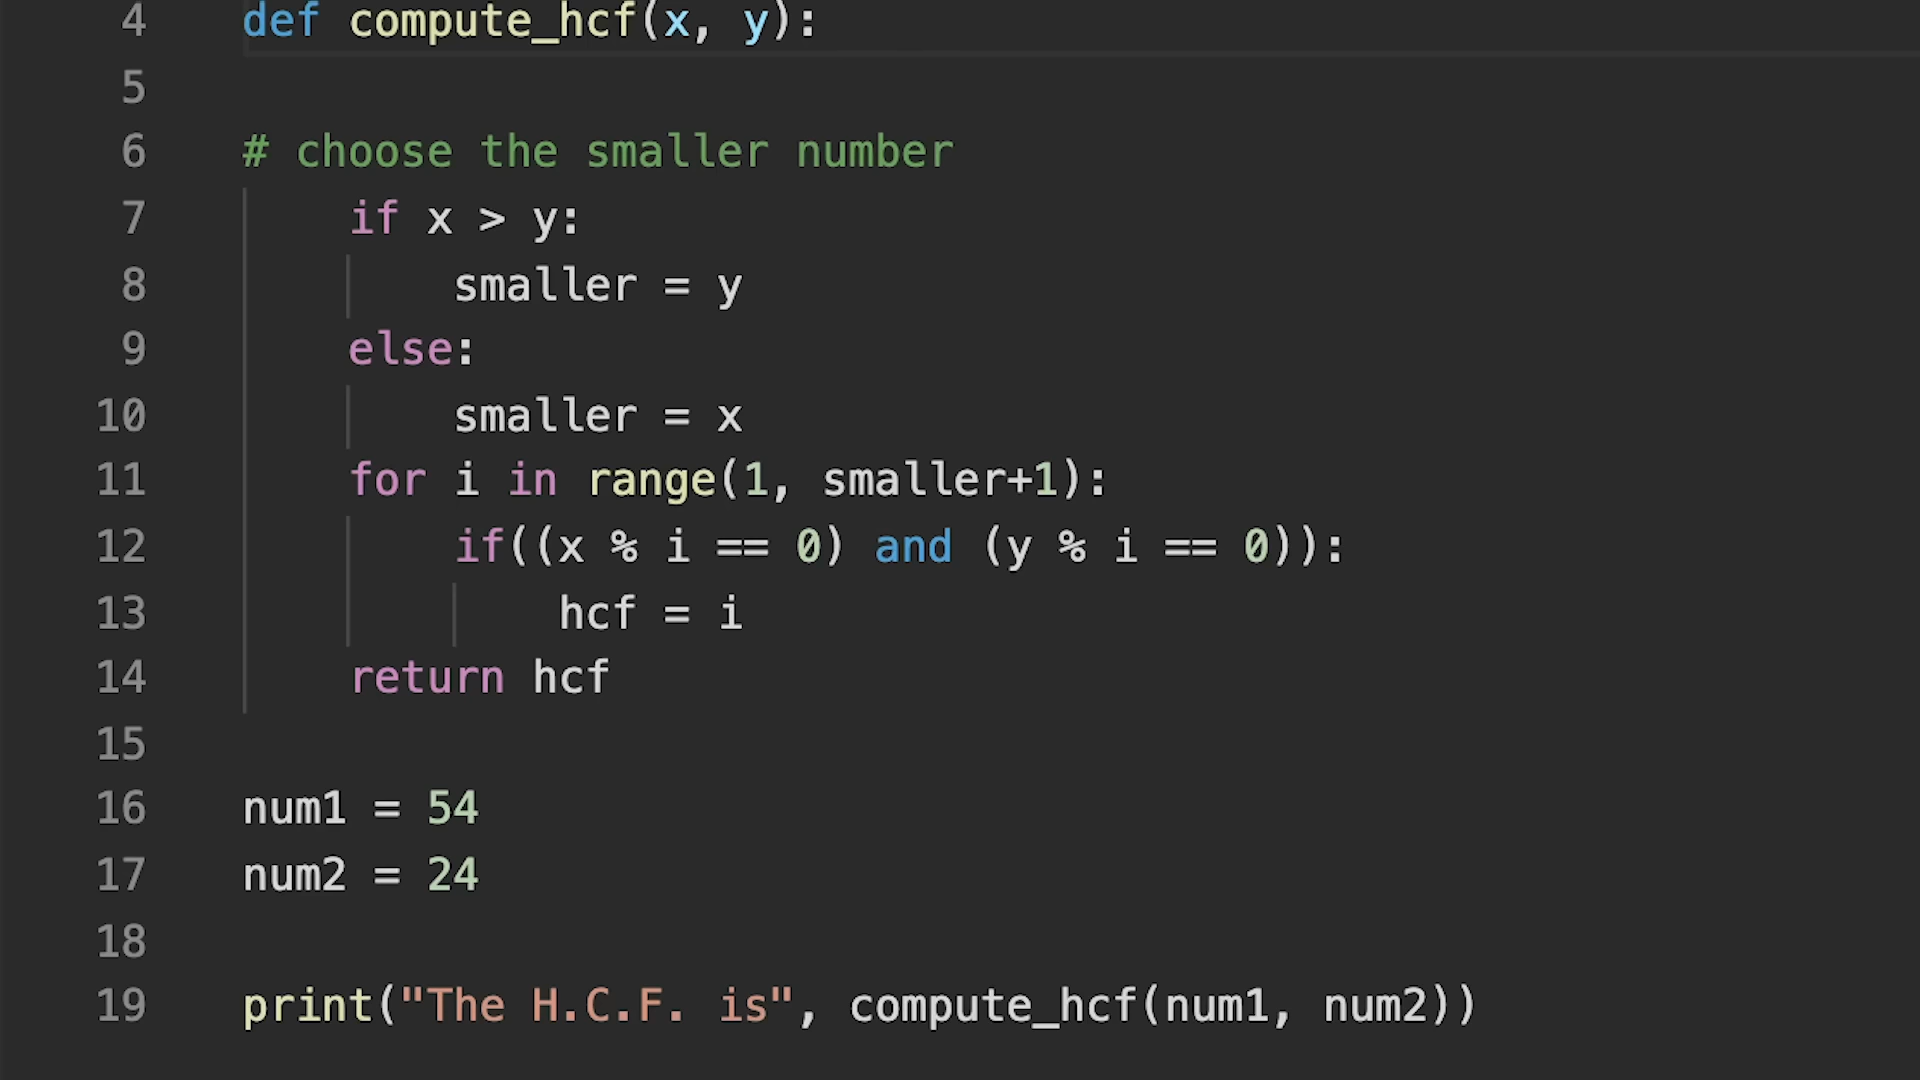 4 def compute_hcf(x, y):
5
6 # choose the smaller number
7 if x > y:
8 smaller = y
9 else:
10 smaller = x
11 for i in range(1, smaller+1):
12 if((x % i == 0) and (y % i == 0)):
13 hcf = i
14 return hcf
15
16 num1 = 54
17 num2 = 24
18
19 print("The H.C.F. is", compute_hcf(num1, num2))